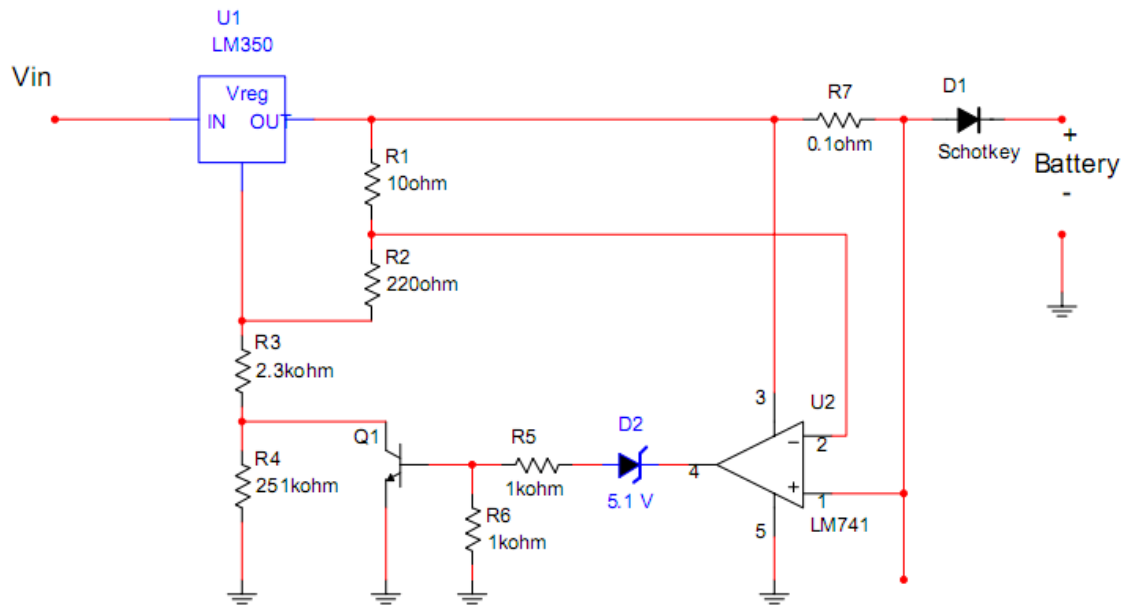 U1
LM350
Vin
Vreg
IN OUT
R7
0.1ohm
D1
Schotkey
+
Battery
-
R1
10ohm
R2
220ohm
R3
2.3kohm
R4
251kohm
Q1
R5
1kohm
R6
1kohm
D2
5.1 V
3
U2
−
2
4
+
1
LM741
5